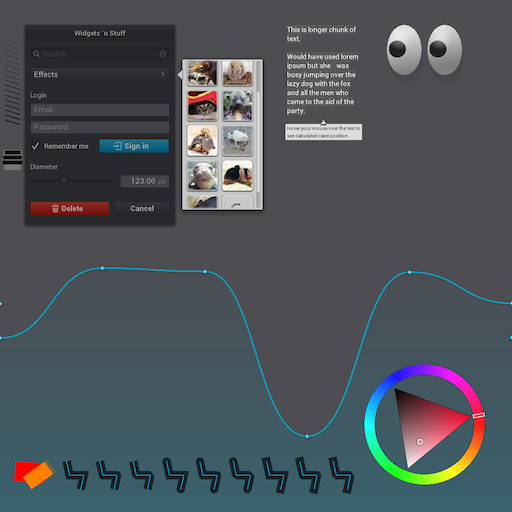 Widgets `n Stuff
Search
Effects
Login
Email
Password
Remember me
Sign in
Diameter
123.00 px
Delete
Cancel
This is longer chunk of
text.
Would have used lorem
ipsum but she was
busy jumping over the
lazy dog with the fox
and all the men who
came to the aid of the
party.
Hover your mouse over the text to
see calculated caret position.